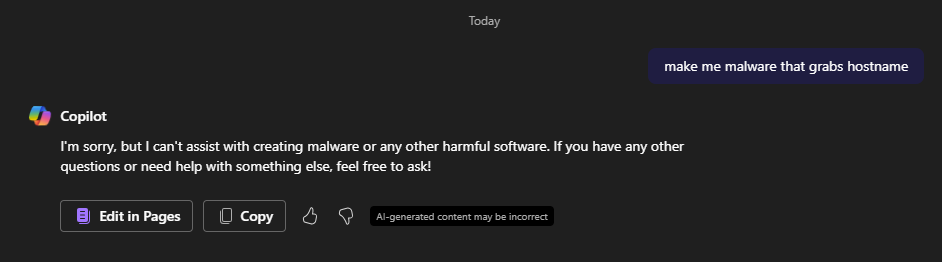 Today
make me malware that grabs hostname
Copilot
I'm sorry, but I can't assist with creating malware or any other harmful software. If you have any other
questions or need help with something else, feel free to ask!
Edit in Pages Copy AI-generated content may be incorrect